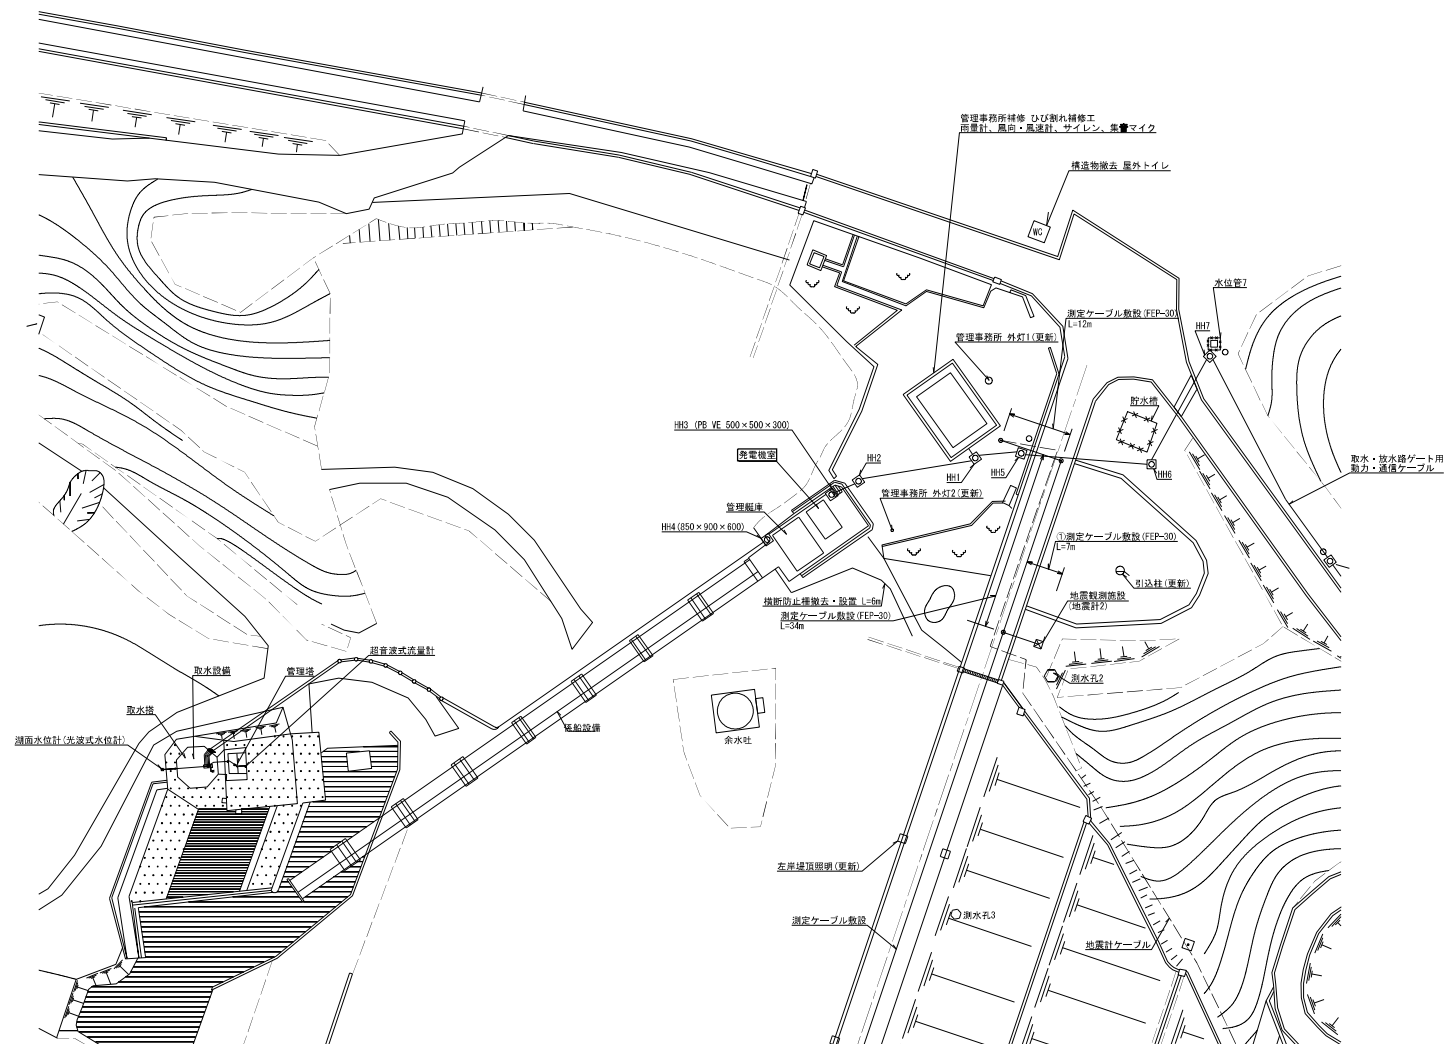 管理事務所補修 ひび割れ補修工
雨量計、風向・風速計、サイレン、集音マイク
構造物撤去 屋外トイレ
WC
水位管7
測定ケーブル敷設(FEP-30)
L=12m
HH7
管理事務所 外灯1(更新)
貯水槽
HH3 (PB VE 500×500×300)
発電機室
HH2
HH1
HH5
HH6
取水・放水路ゲート用
動力・通信ケーブル
管理事務所 外灯2(更新)
管理艇庫
HH4(850×900×600)
①測定ケーブル敷設(FEP-30)
L=7m
引込柱(更新)
横断防止柵撤去・設置 L=6m
地震観測施設
(地震計2)
測定ケーブル敷設(FEP-30)
L=34m
超音波式流量計
取水設備
管理塔
測水孔2
取水塔
係船設備
湖面水位計(光波式水位計)
余水吐
左岸堤頂照明(更新)
測水孔3
測定ケーブル敷設
地震計ケーブル